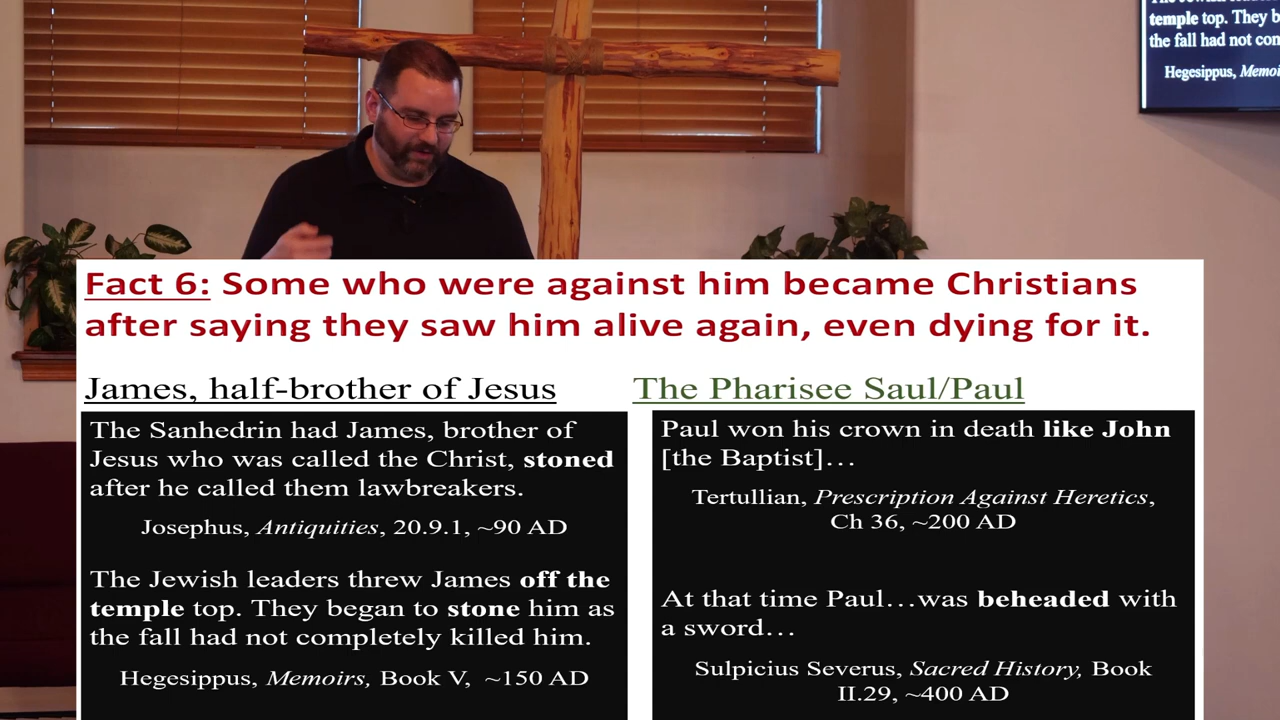 temple top. They b
the fall had not con
Hegesippus, Memoi
Fact 6: Some who were against him became Christians
after saying they saw him alive again, even dying for it.
James, half-brother of Jesus
The Sanhedrin had James, brother of
Jesus who was called the Christ, stoned
after he called them lawbreakers.
Josephus, Antiquities, 20.9.1, ~90 AD
The Jewish leaders threw James off the
temple top. They began to stone him as
the fall had not completely killed him.
Hegesippus, Memoirs, Book V, ~150 AD
The Pharisee Saul/Paul
Paul won his crown in death like John
[the Baptist]…
Tertullian, Prescription Against Heretics,
Ch 36, ~200 AD
At that time Paul…was beheaded with
a sword…
Sulpicius Severus, Sacred History, Book
II.29, ~400 AD